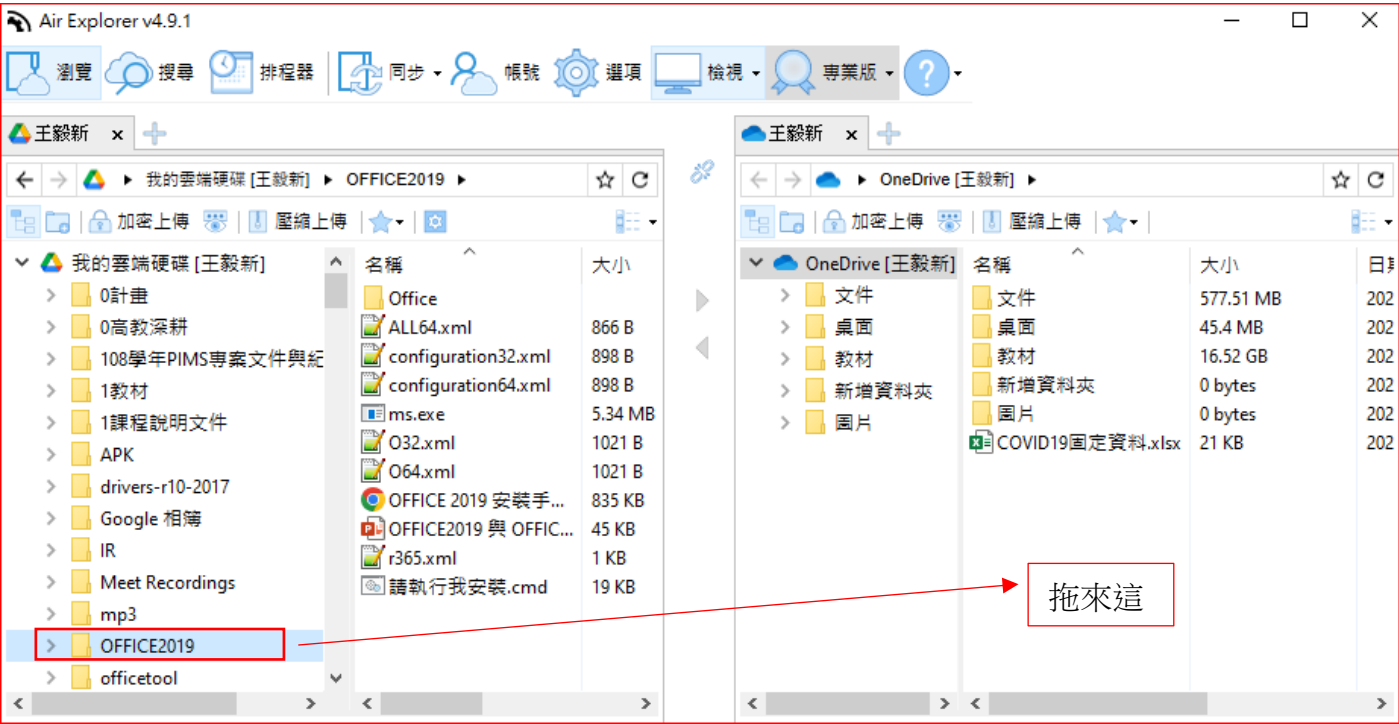 Air Explorer v4.9.1
瀏覽 搜尋 排程器 同步 帳號 選項 檢視 專業版 ?
王毅新 x
我的雲端硬碟 [王毅新] OFFICE2019
加密上傳 壓縮上傳
我的雲端硬碟 [王毅新]
0計畫
0高教深耕
108學年PIMS專案文件與紀
1教材
1課程說明文件
APK
drivers-r10-2017
Google 相簿
IR
Meet Recordings
mp3
OFFICE2019
officetool
名稱 大小
Office
ALL64.xml 866 B
configuration32.xml 898 B
configuration64.xml 898 B
ms.exe 5.34 MB
O32.xml 1021 B
O64.xml 1021 B
OFFICE 2019 安裝手... 835 KB
OFFICE2019 與 OFFIC... 45 KB
r365.xml 1 KB
請執行我安裝.cmd 19 KB
王毅新 x
OneDrive [王毅新]
加密上傳 壓縮上傳
OneDrive [王毅新]
文件
桌面
教材
新增資料夾
圖片
名稱 大小 日期
文件 577.51 MB 202
桌面 45.4 MB 202
教材 16.52 GB 202
新增資料夾 0 bytes 202
圖片 0 bytes 202
COVID19固定資料.xlsx 21 KB 202
拖來這